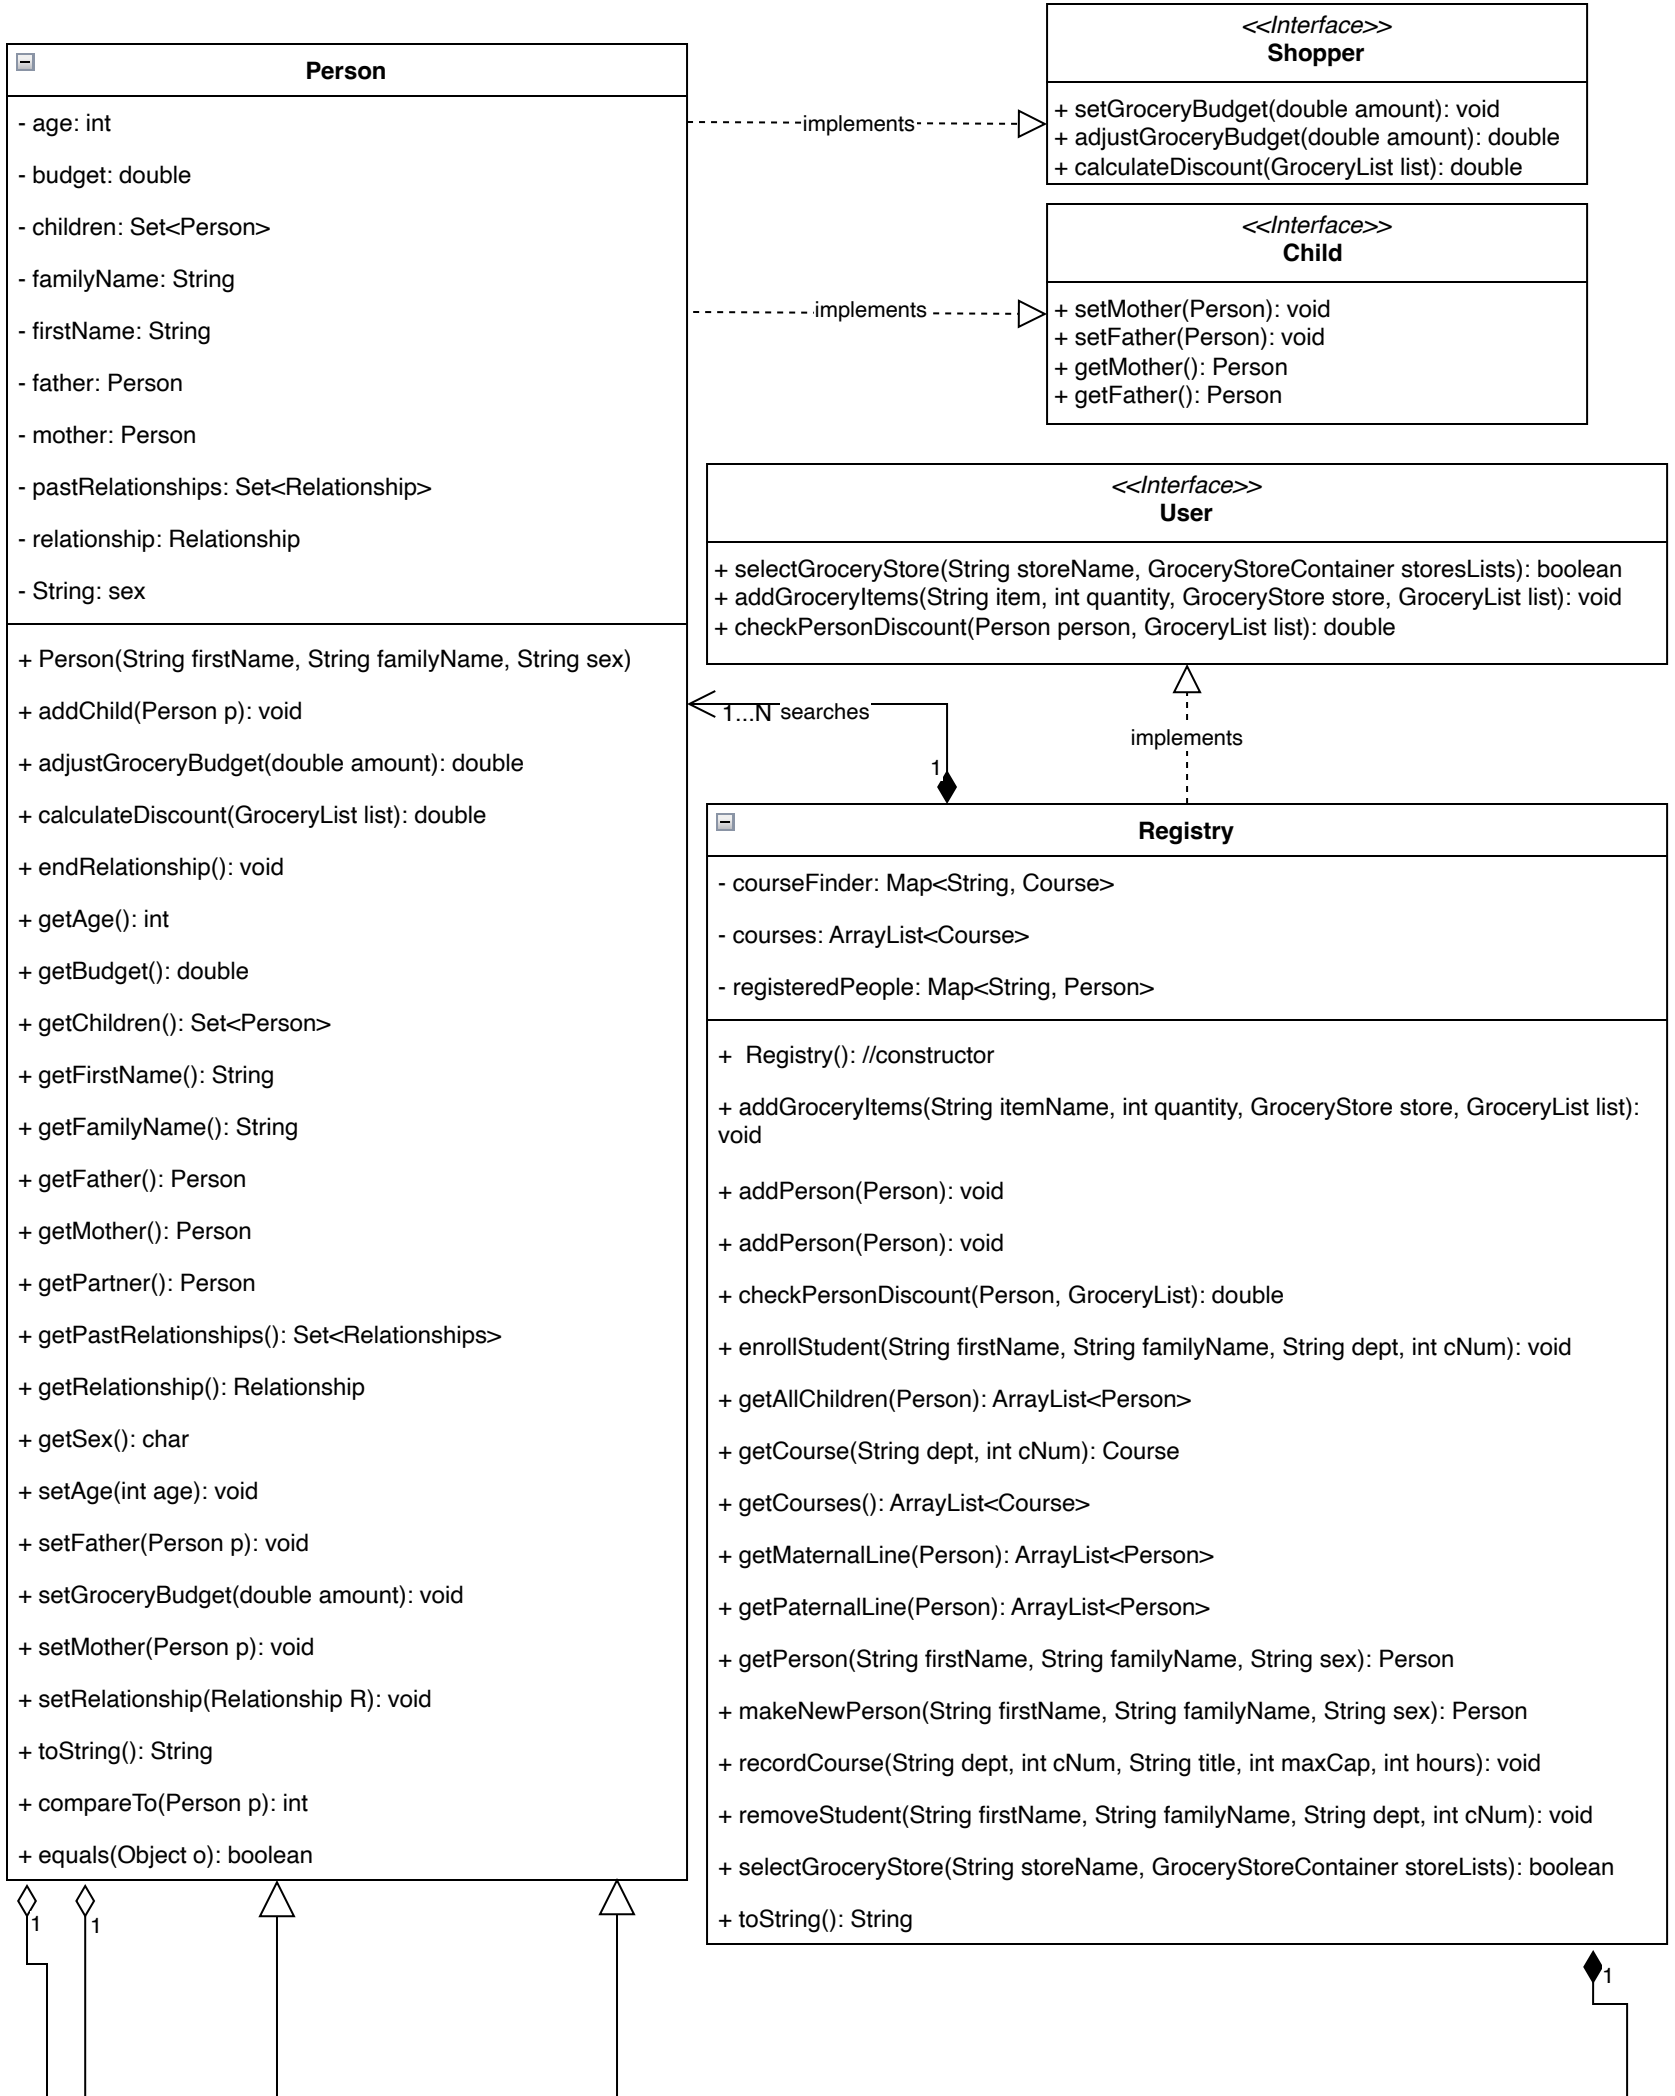 Person
- age: int
- budget: double
- children: Set<Person>
- familyName: String
- firstName: String
- father: Person
- mother: Person
- pastRelationships: Set<Relationship>
- relationship: Relationship
- String: sex
+ Person(String firstName, String familyName, String sex)
+ addChild(Person p): void
+ adjustGroceryBudget(double amount): double
+ calculateDiscount(GroceryList list): double
+ endRelationship(): void
+ getAge(): int
+ getBudget(): double
+ getChildren(): Set<Person>
+ getFirstName(): String
+ getFamilyName(): String
+ getFather(): Person
+ getMother(): Person
+ getPartner(): Person
+ getPastRelationships(): Set<Relationships>
+ getRelationship(): Relationship
+ getSex(): char
+ setAge(int age): void
+ setFather(Person p): void
+ setGroceryBudget(double amount): void
+ setMother(Person p): void
+ setRelationship(Relationship R): void
+ toString(): String
+ compareTo(Person p): int
+ equals(Object o): boolean
1
1
implements
<<Interface>>
Shopper
+ setGroceryBudget(double amount): void
+ adjustGroceryBudget(double amount): double
+ calculateDiscount(GroceryList list): double
implements
<<Interface>>
Child
+ setMother(Person): void
+ setFather(Person): void
+ getMother(): Person
+ getFather(): Person
<<Interface>>
User
+ selectGroceryStore(String storeName, GroceryStoreContainer storesLists): boolean
+ addGroceryItems(String item, int quantity, GroceryStore store, GroceryList list): void
+ checkPersonDiscount(Person person, GroceryList list): double
1...N searches
implements
1
Registry
- courseFinder: Map<String, Course>
- courses: ArrayList<Course>
- registeredPeople: Map<String, Person>
+ Registry(): //constructor
+ addGroceryItems(String itemName, int quantity, GroceryStore store, GroceryList list):
void
+ addPerson(Person): void
+ addPerson(Person): void
+ checkPersonDiscount(Person, GroceryList): double
+ enrollStudent(String firstName, String familyName, String dept, int cNum): void
+ getAllChildren(Person): ArrayList<Person>
+ getCourse(String dept, int cNum): Course
+ getCourses(): ArrayList<Course>
+ getMaternalLine(Person): ArrayList<Person>
+ getPaternalLine(Person): ArrayList<Person>
+ getPerson(String firstName, String familyName, String sex): Person
+ makeNewPerson(String firstName, String familyName, String sex): Person
+ recordCourse(String dept, int cNum, String title, int maxCap, int hours): void
+ removeStudent(String firstName, String familyName, String dept, int cNum): void
+ selectGroceryStore(String storeName, GroceryStoreContainer storeLists): boolean
+ toString(): String
1